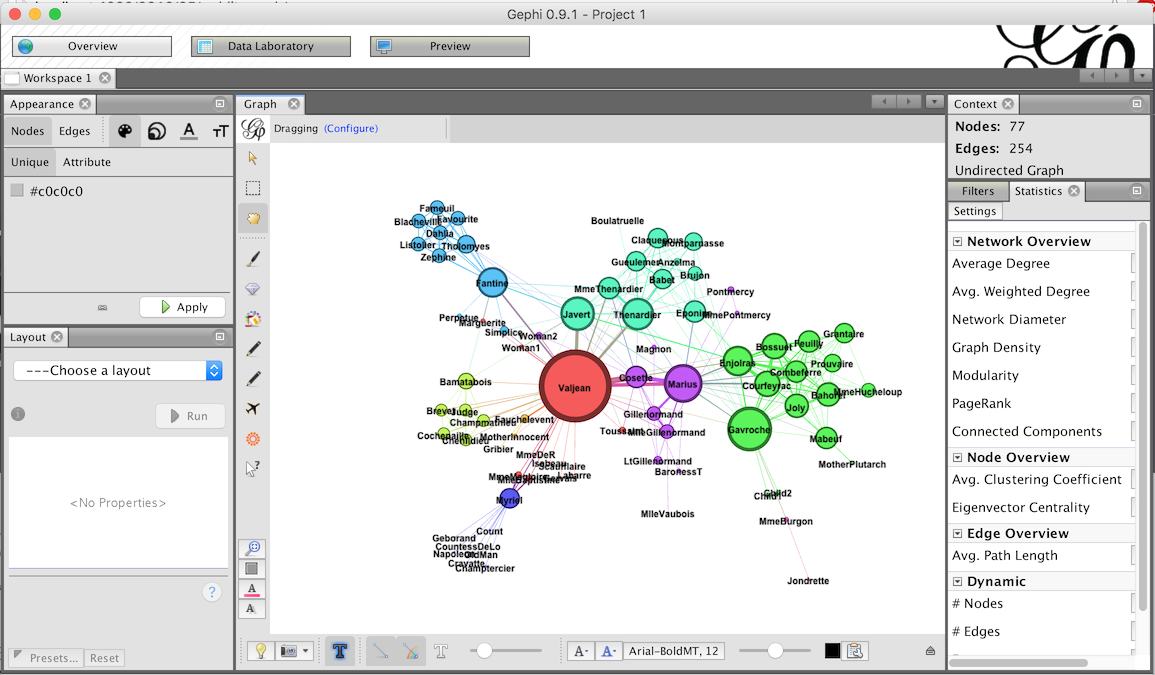 Gephi 0.9.1 - Project 1
Overview
Data Laboratory
Preview
Workspace 1
Appearance
Nodes
Edges
Unique
Attribute
#c0c0c0
Apply
Layout
---Choose a layout
Run
<No Properties>
Presets...
Reset
Graph
Dragging (Configure)
Fameuil
Blacheville
Favourite
Dahlia
Listolier
Tholomyes
Zephine
Fantine
Boulatruelle
Claquesous
Montparnasse
Gueulemer
Anzelma
Babet
Brujon
MmeThenardier
Pontmercy
Javert
Thenardier
Eponine
MmePontmercy
Perpetue
Marguerite
Simplice
Woman2
Woman1
Magnon
Grantaire
Bossuet
Feuilly
Enjolras
Prouvaire
Combeferre
Courfeyrac
Bahorel
MmeHucheloup
Joly
Gavroche
Mabeuf
MotherPlutarch
Bamatabois
Valjean
Cosette
Marius
Brevet
Judge
Champmathieu
Fauchelevent
Cochepaille
Chenildieu
MotherInnocent
Gribier
Gillenormand
Toussaint
MlleGillenormand
LtGillenormand
BaronessT
MmeDeR
Isabeau
Scaufflaire
Gervais
Labarre
MmeMagloire
MlleBaptistine
Myriel
MlleVaubois
Child1
Child2
MmeBurgon
Jondrette
Count
Geborand
CountessDeLo
Napoleon
OldMan
Cravatte
Champtercier
Arial-BoldMT, 12
Context
Nodes: 77
Edges: 254
Undirected Graph
Filters
Statistics
Settings
Network Overview
Average Degree
Avg. Weighted Degree
Network Diameter
Graph Density
Modularity
PageRank
Connected Components
Node Overview
Avg. Clustering Coefficient
Eigenvector Centrality
Edge Overview
Avg. Path Length
Dynamic
# Nodes
# Edges